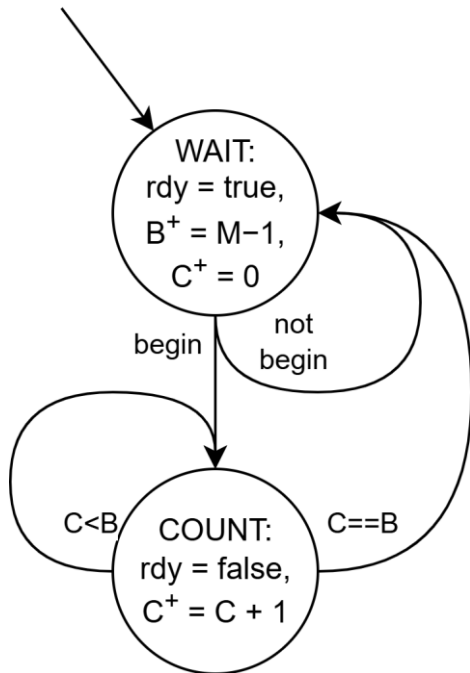 WAIT:
rdy = true,
B⁺ = M−1,
C⁺ = 0
begin
not
begin
C<B
C==B
COUNT:
rdy = false,
C⁺ = C + 1